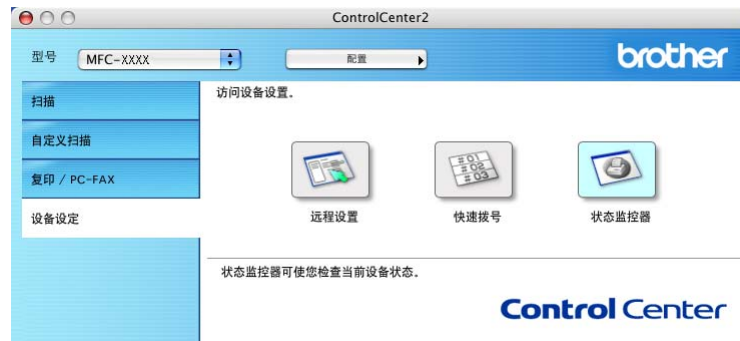 ControlCenter2
型号 MFC-XXXX 配置 brother
扫描
自定义扫描
复印 / PC-FAX
设备设定
访问设备设置.
#01
#02
#03
远程设置 快速拨号 状态监控器
状态监控器可使您检查当前设备状态.
Control Center